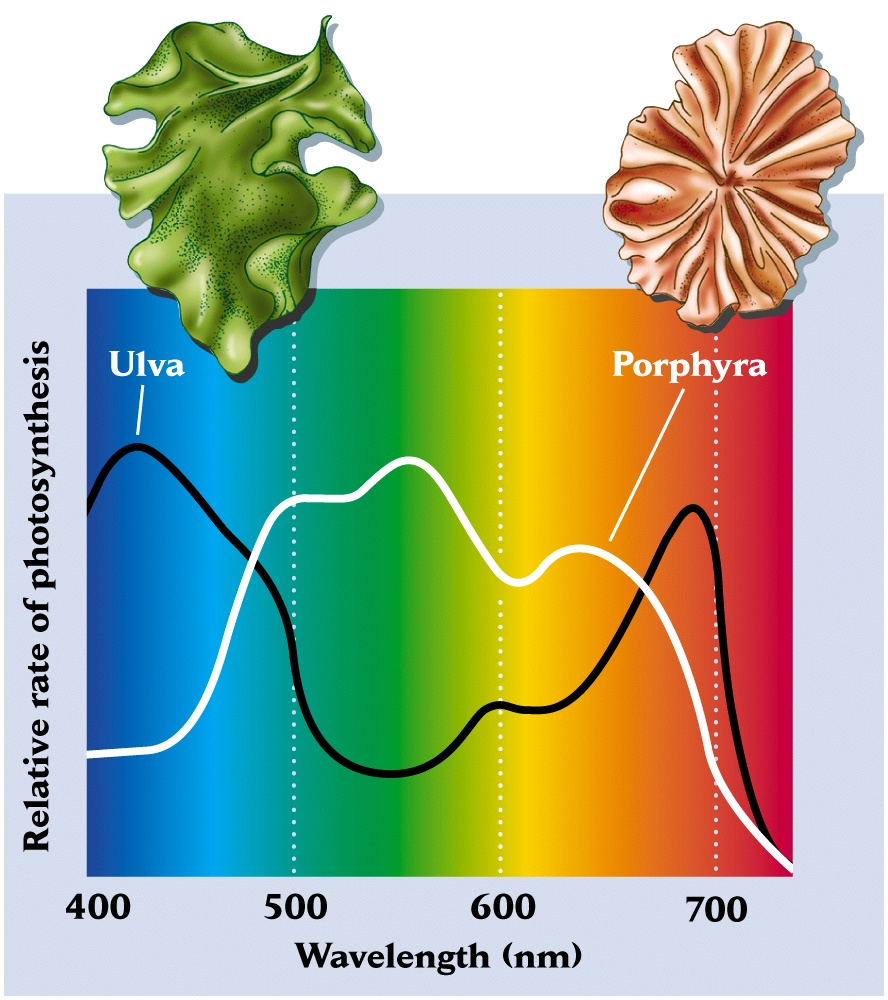 Ulva
Porphyra
Relative rate of photosynthesis
400 500 600 700
Wavelength (nm)